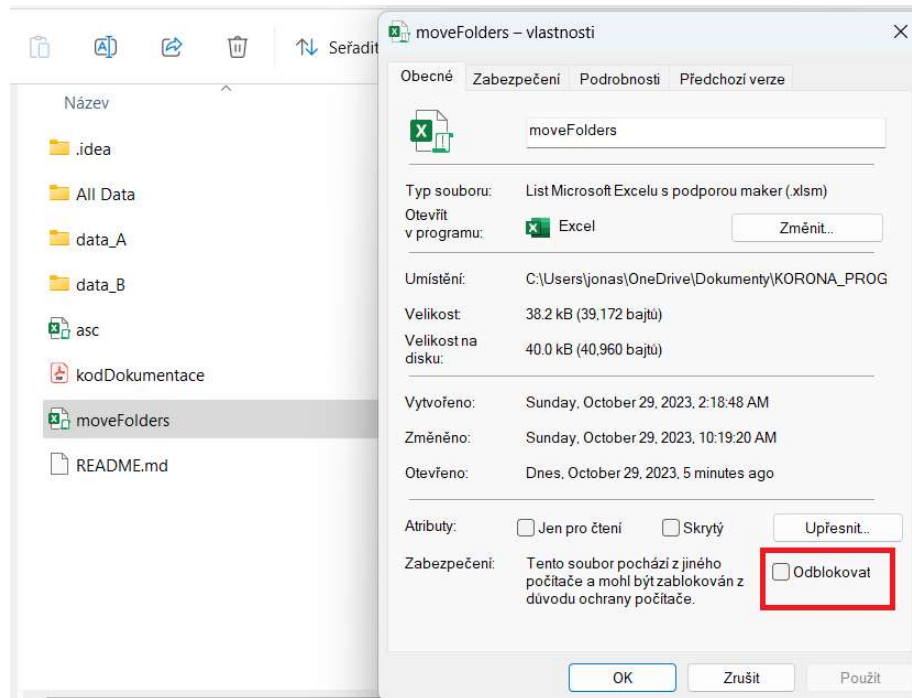 Seřadit
Název
.idea
All Data
data_A
data_B
asc
kodDokumentace
moveFolders
README.md
moveFolders – vlastnosti
Obecné Zabezpečení Podrobnosti Předchozí verze
moveFolders
Typ souboru: List Microsoft Excelu s podporou maker (.xlsm)
Otevřít
v programu: Excel Změnit...
Umístění: C:\Users\jonas\OneDrive\Dokumenty\KORONA_PROG
Velikost: 38.2 kB (39,172 bajtů)
Velikost na
disku: 40.0 kB (40,960 bajtů)
Vytvořeno: Sunday, October 29, 2023, 2:18:48 AM
Změněno: Sunday, October 29, 2023, 10:19:20 AM
Otevřeno: Dnes, October 29, 2023, 5 minutes ago
Atributy: Jen pro čtení Skrytý Upřesnit...
Zabezpečení: Tento soubor pochází z jiného
počítače a mohl být zablokován z
důvodu ochrany počítače.
Odblokovat
OK Zrušit Použít